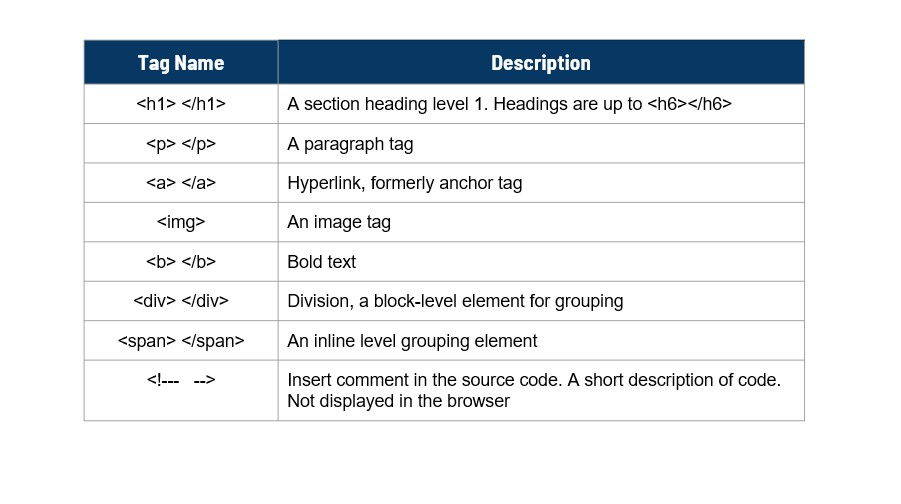 Tag Name Description
<h1> </h1> A section heading level 1. Headings are up to <h6></h6>
<p> </p> A paragraph tag
<a> </a> Hyperlink, formerly anchor tag
<img> An image tag
<b> </b> Bold text
<div> </div> Division, a block-level element for grouping
<span> </span> An inline level grouping element
<!--- --> Insert comment in the source code. A short description of code.
Not displayed in the browser